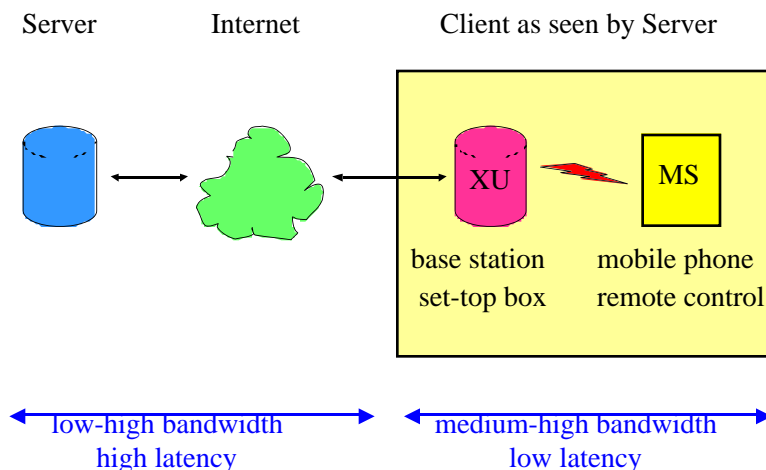 Server Internet Client as seen by Server
XU MS
base station mobile phone
set-top box remote control
low-high bandwidth medium-high bandwidth
high latency low latency